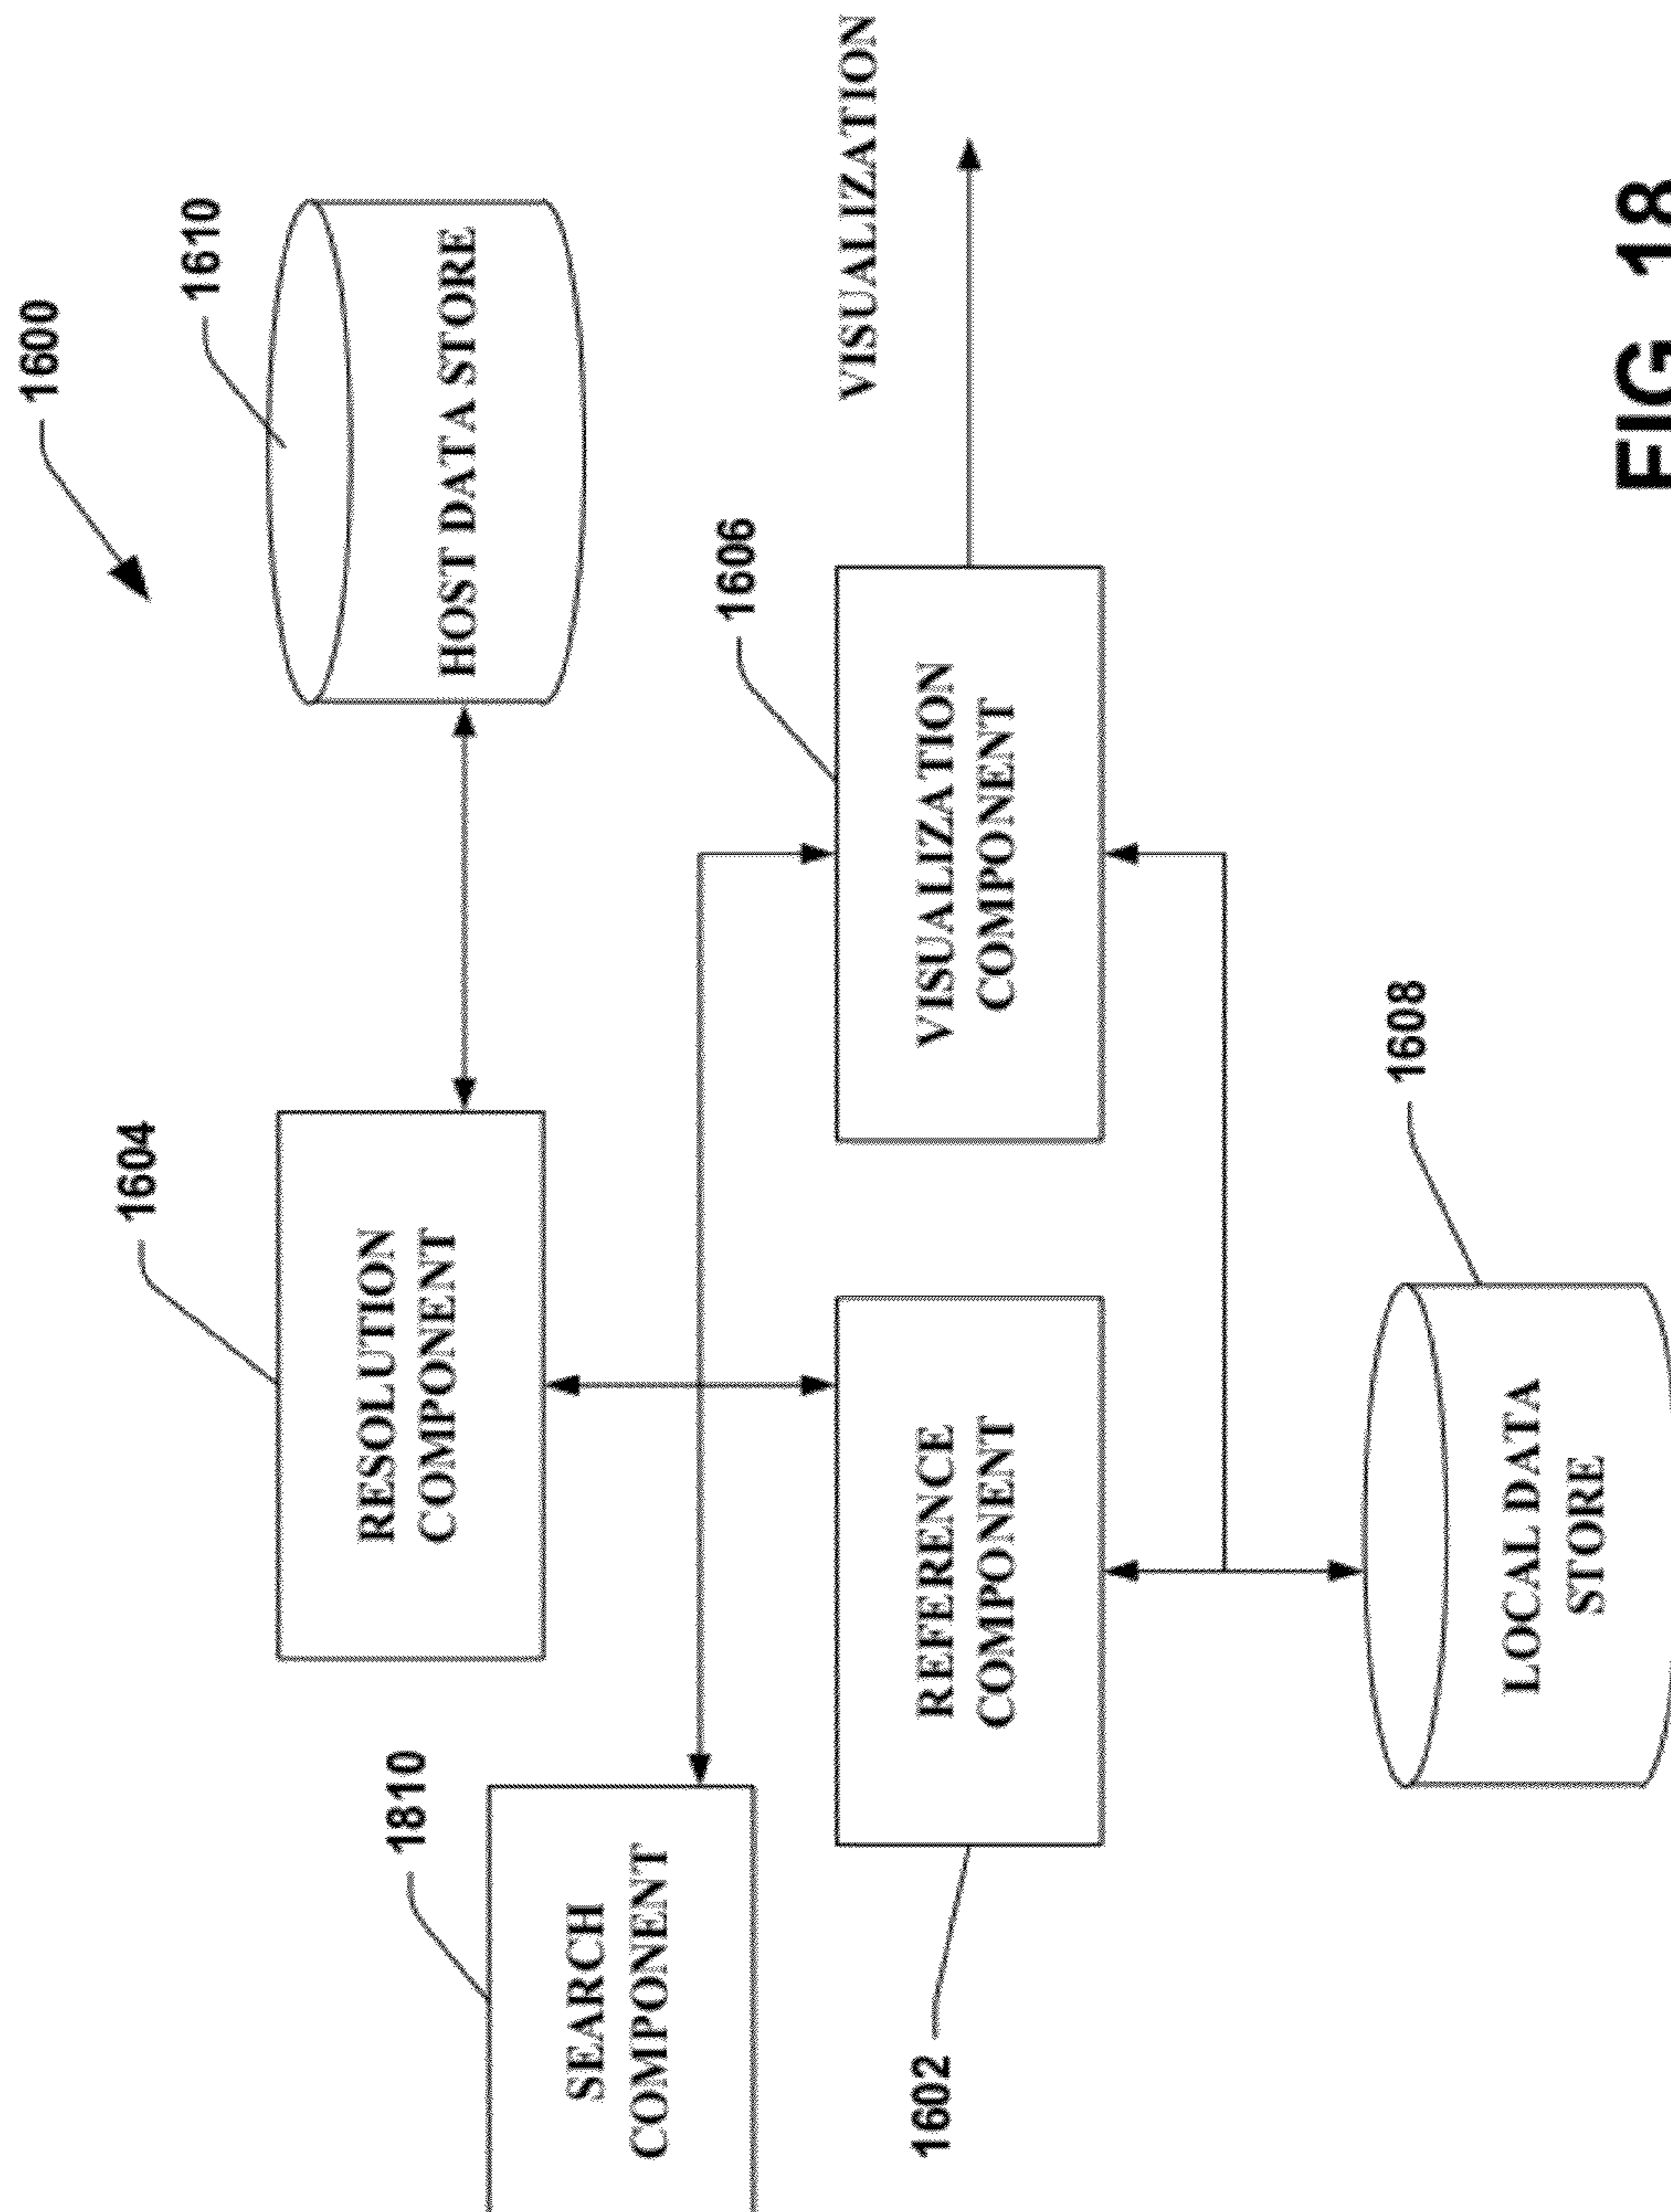 1600
1610
HOST DATA STORE
1604
RESOLUTION
COMPONENT
1810
SEARCH
COMPONENT
1606
VISUALIZATION
COMPONENT
VISUALIZATION
REFERENCE
COMPONENT
1602
1608
LOCAL DATA
STORE
FIG. 18